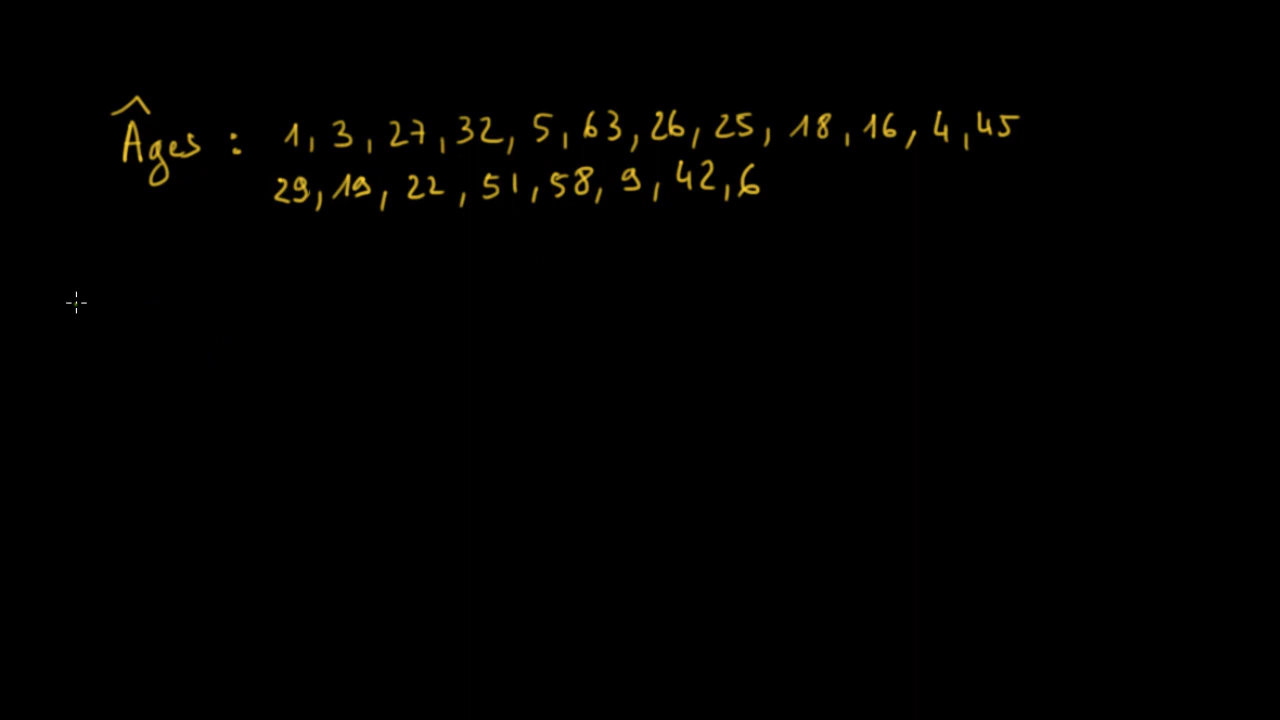 Âges : 1, 3, 27, 32, 5, 63, 26, 25, 18, 16, 4, 45
29, 19, 22, 51, 58, 9, 42, 6